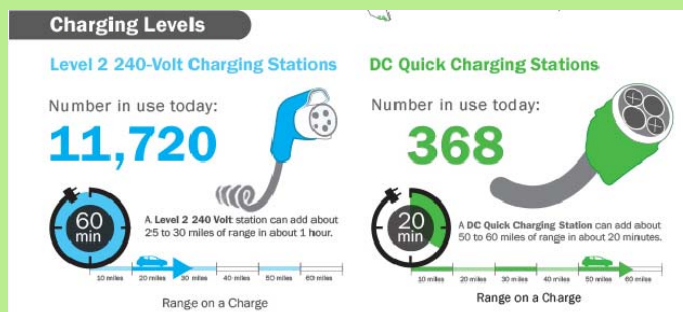 Charging Levels
Level 2 240-Volt Charging Stations
Number in use today:
11,720
60
min
A Level 2 240 Volt station can add about
25 to 30 miles of range in about 1 hour.
10 miles 20 miles 30 miles 40 miles 50 miles 60 miles
Range on a Charge
DC Quick Charging Stations
Number in use today:
368
20
min
A DC Quick Charging Station can add about
50 to 60 miles of range in about 20 minutes.
10 miles 20 miles 30 miles 40 miles 50 miles 60 miles
Range on a Charge